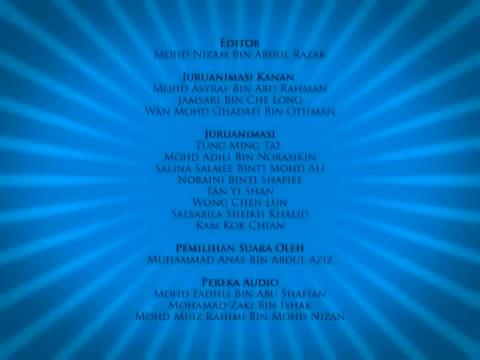 Editor
Mohd Nizam Bin Abdul Razak
Juruanimasi Kanan
Mohd Asyraf Bin Abd Rahman
Jamsari Bin Che Long
Wan Mohd Ghadafi Bin Othman
Juruanimasi
Tung Ming Tat
Mohd Adili Bin Norasikin
Salina Salmee Binti Mohd Ali
Noraini Binti Shafiee
Tan Yi Shan
Wong Chen Lun
Salsabila Sheikh Khalid
Kam Kok Chian
Pemilihan Suara Oleh
Muhammad Anas Bin Abdul Aziz
Pereka Audio
Mohd Fadhli Bin Abu Shafian
Mohamad Zaki Bin Ishak
Mohd Muiz Rahimi Bin Mohd Nizan